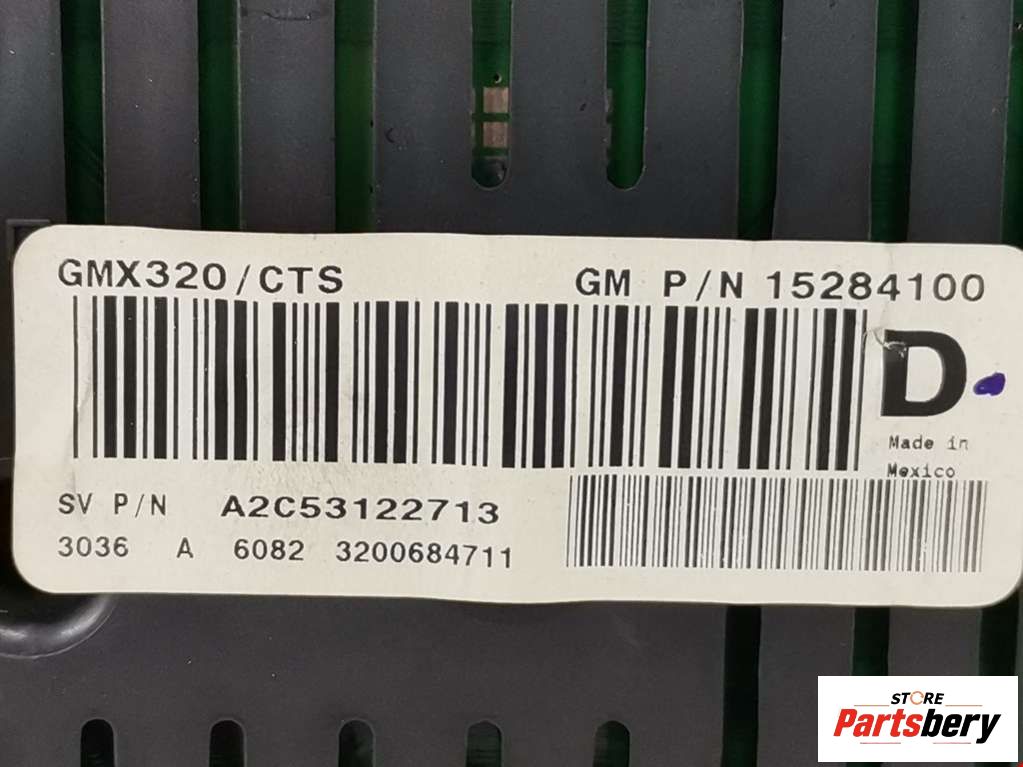 GMX320/CTS GM P/N 15284100
D
Made in
Mexico
SV P/N A2C53122713
3036 A 6082 3200684711
STORE
Partsbery